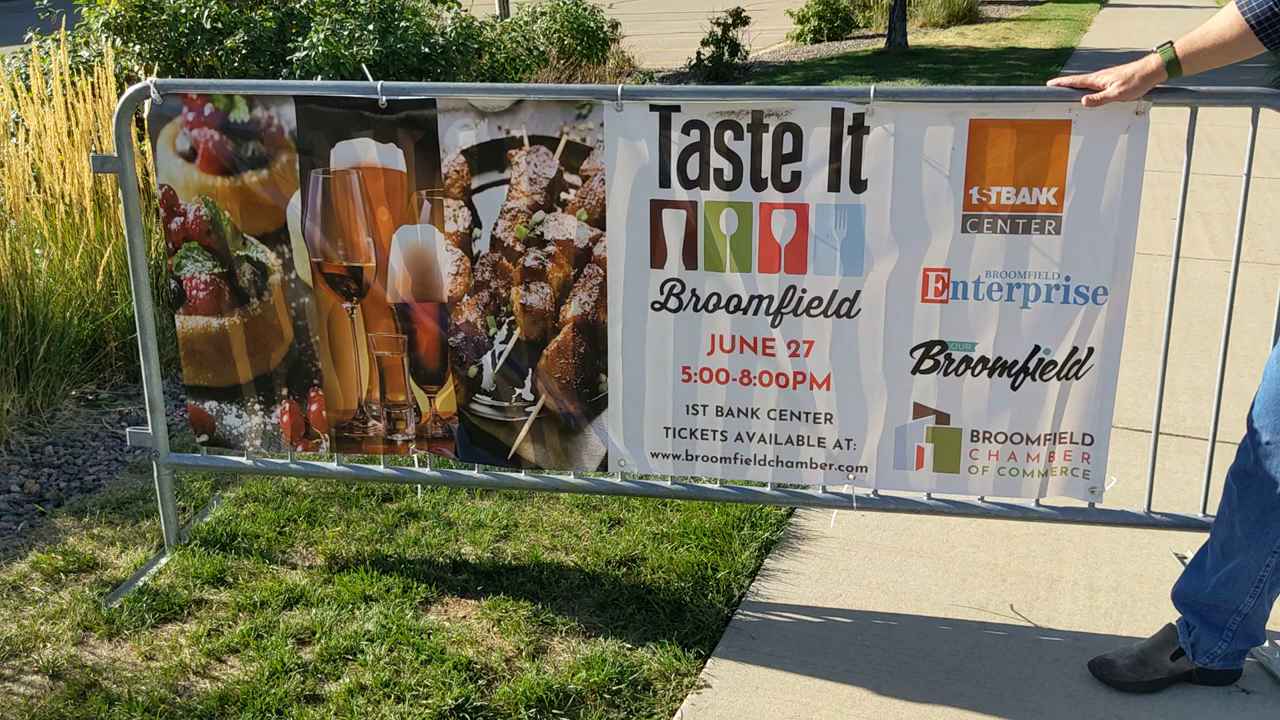 Taste It
Broomfield
JUNE 27
5:00-8:00PM
1ST BANK CENTER
TICKETS AVAILABLE AT:
www.broomfieldchamber.com
1STBANK
CENTER
BROOMFIELD
Enterprise
YOUR
Broomfield
BROOMFIELD
CHAMBER
OF COMMERCE